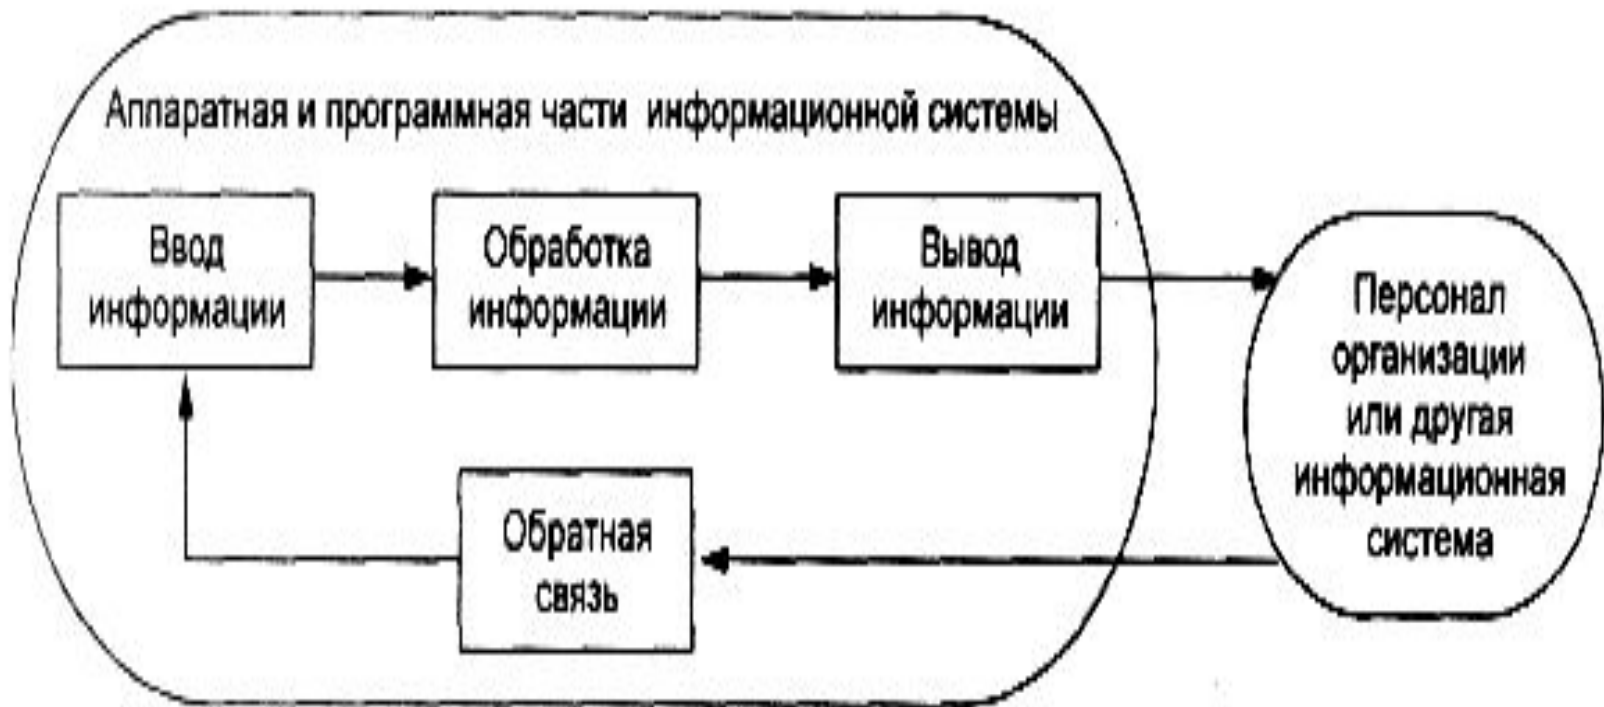 Аппаратная и программная части информационной системы
Ввод
информации
Обработка
информации
Вывод
информации
Персонал
организации
или другая
информационная
система
Обратная
связь